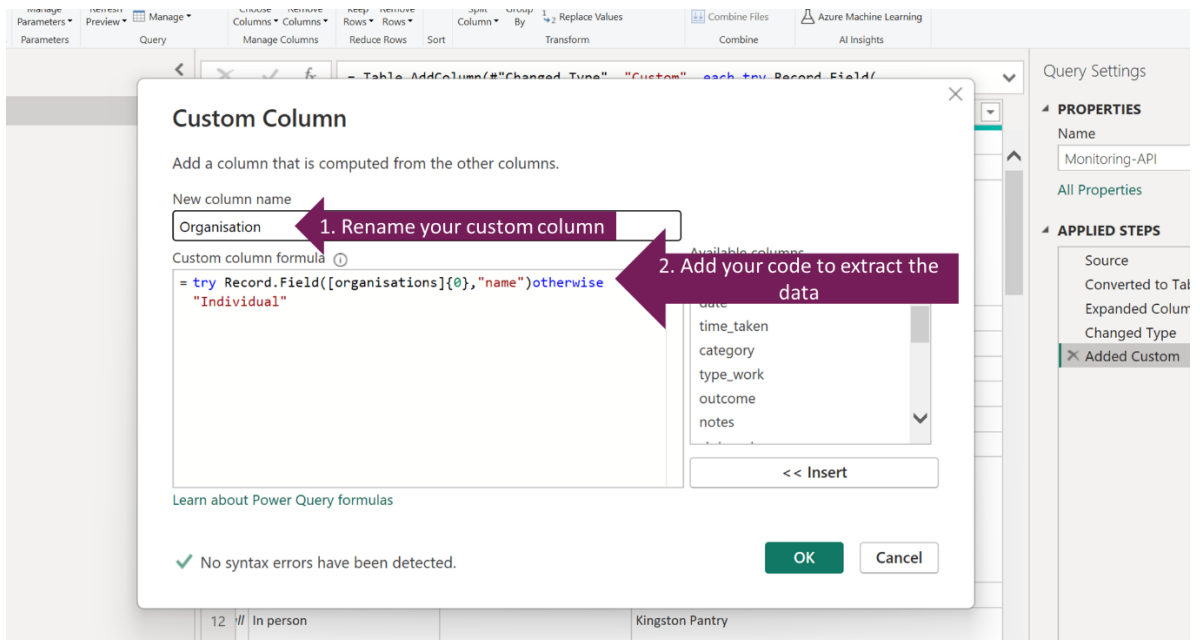 Manage Refresh Manage Choose Remove Keep Remove Split Group Replace Values Combine Files Azure Machine Learning
Parameters Preview Columns Columns Rows Rows Column By
Parameters Query Manage Columns Reduce Rows Sort Transform Combine AI Insights
= Table.AddColumn(#"Changed Type", "Custom", each try Record.Field(
Query Settings
Custom Column
PROPERTIES
Name
Add a column that is computed from the other columns.
Monitoring-API
New column name
All Properties
Organisation
1. Rename your custom column
APPLIED STEPS
Custom column formula
Available columns
2. Add your code to extract the
data
= try Record.Field([organisations]{0},"name")otherwise
"Individual"
date
time_taken
category
type_work
outcome
notes
Source
Converted to Tab
Expanded Colum
Changed Type
Added Custom
<< Insert
Learn about Power Query formulas
No syntax errors have been detected.
OK
Cancel
12 In person Kingston Pantry